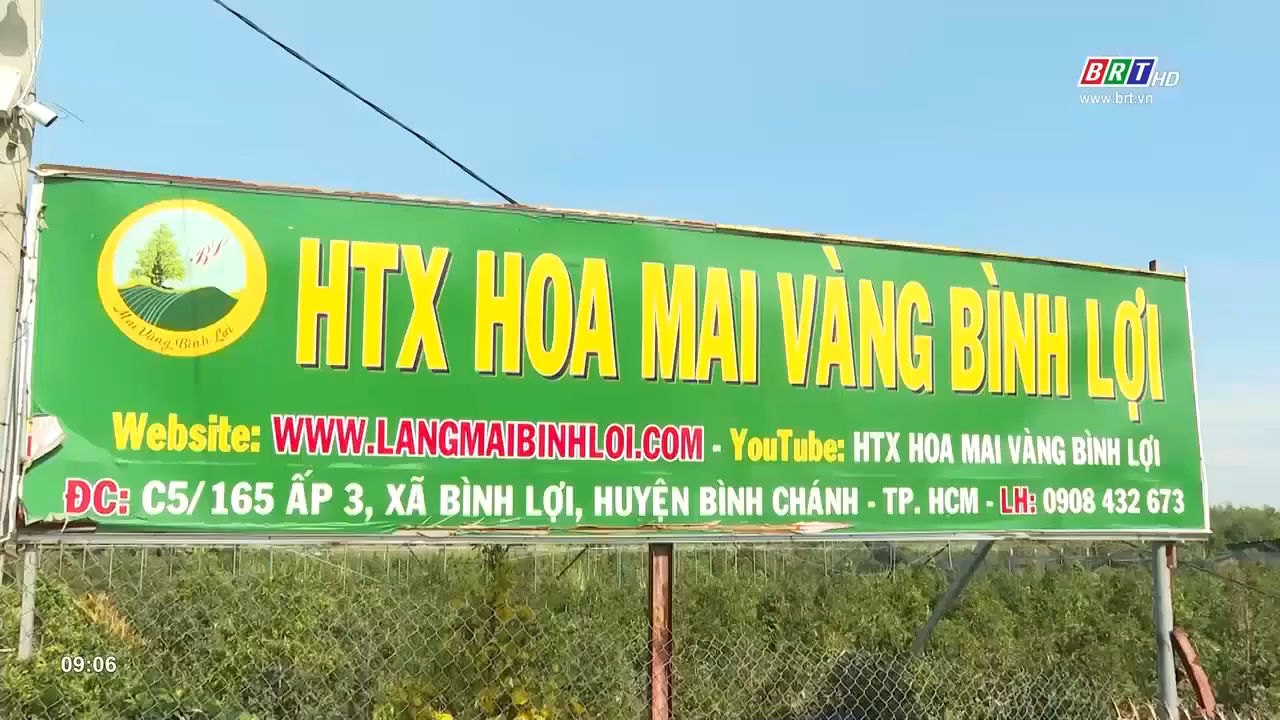 BRT HD
www.brt.vn
BL
Mai Vàng Bình Lợi
HTX HOA MAI VÀNG BÌNH LỢI
Website: WWW.LANGMAIBINHLOI.COM - YouTube: HTX HOA MAI VÀNG BÌNH LỢI
ĐC: C5/165 ẤP 3, XÃ BÌNH LỢI, HUYỆN BÌNH CHÁNH - TP. HCM - LH: 0908 432 673
09:06